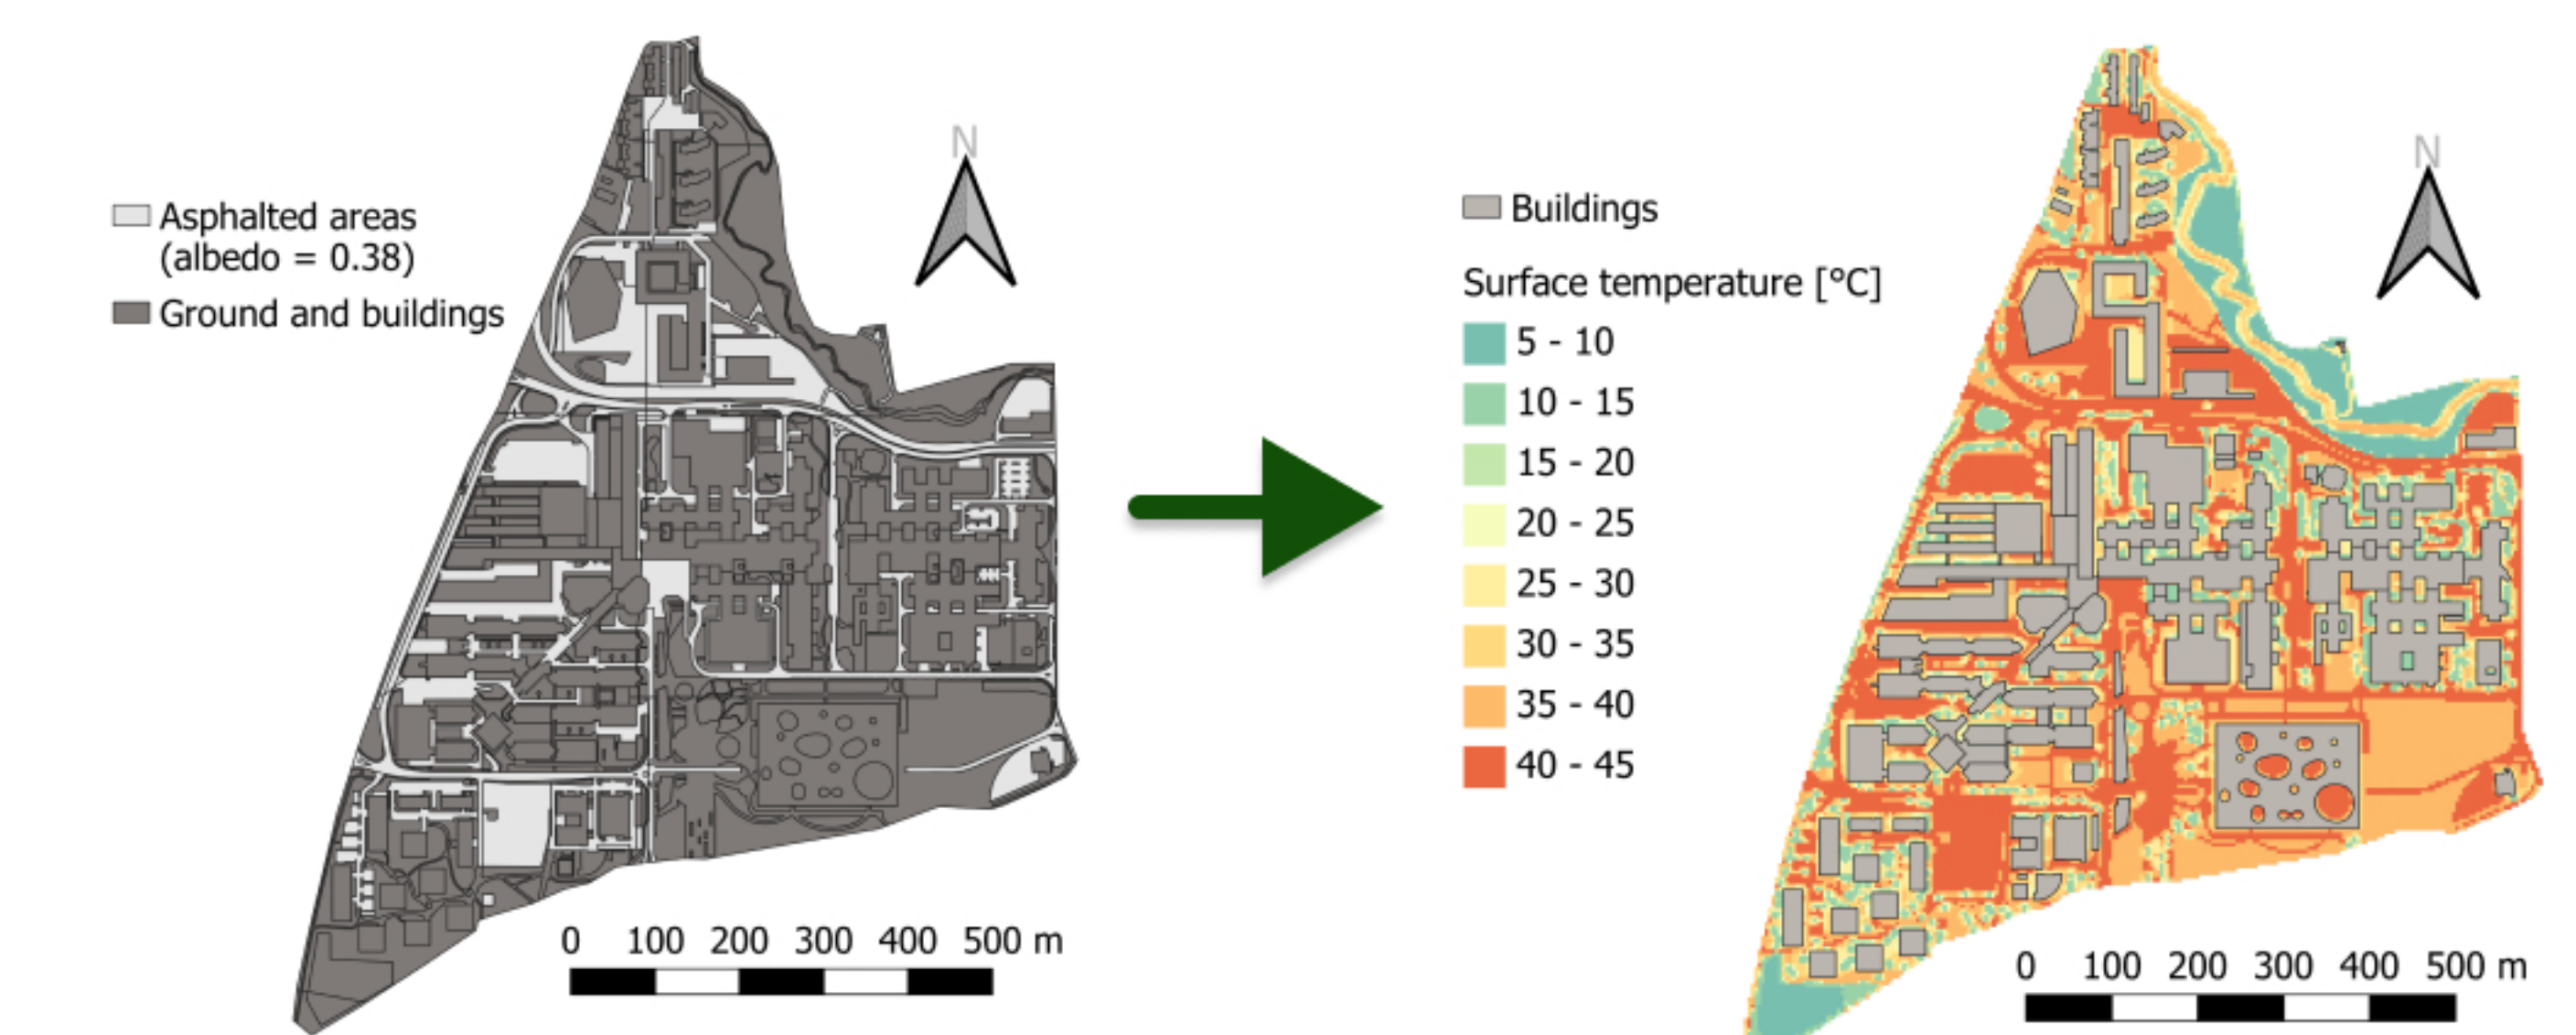 N
Asphalted areas
(albedo = 0.38)
Ground and buildings
0 100 200 300 400 500 m
N
Buildings
Surface temperature [°C]
5 - 10
10 - 15
15 - 20
20 - 25
25 - 30
30 - 35
35 - 40
40 - 45
0 100 200 300 400 500 m